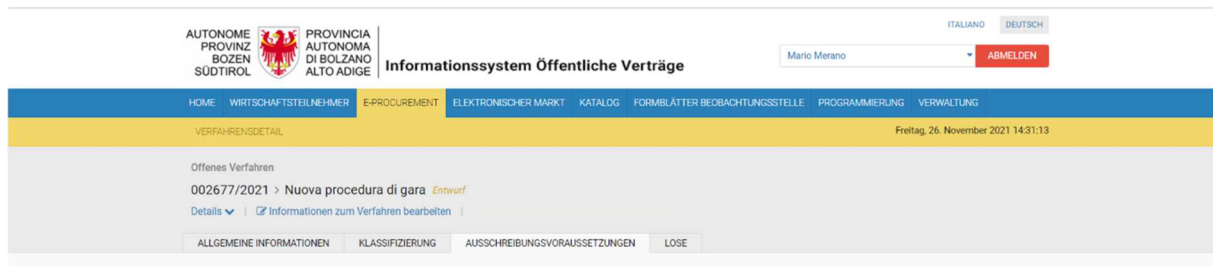 ITALIANO DEUTSCH
AUTONOME PROVINZ BOZEN SÜDTIROL
PROVINCIA AUTONOMA DI BOLZANO ALTO ADIGE
Informationssystem Öffentliche Verträge
Mario Merano ABMELDEN
HOME WIRTSCHAFTSTEILNEHMER E-PROCUREMENT ELEKTRONISCHER MARKT KATALOG FORMBLÄTTER BEOBACHTUNGSSTELLE PROGRAMMIERUNG VERWALTUNG
VERFAHRENSDETAIL Freitag, 26. November 2021 14:31:13
Offenes Verfahren
002677/2021 > Nuova procedura di gara Entwurf
Details | Informationen zum Verfahren bearbeiten |
ALLGEMEINE INFORMATIONEN KLASSIFIZIERUNG AUSSCHREIBUNGSVORAUSSETZUNGEN LOSE